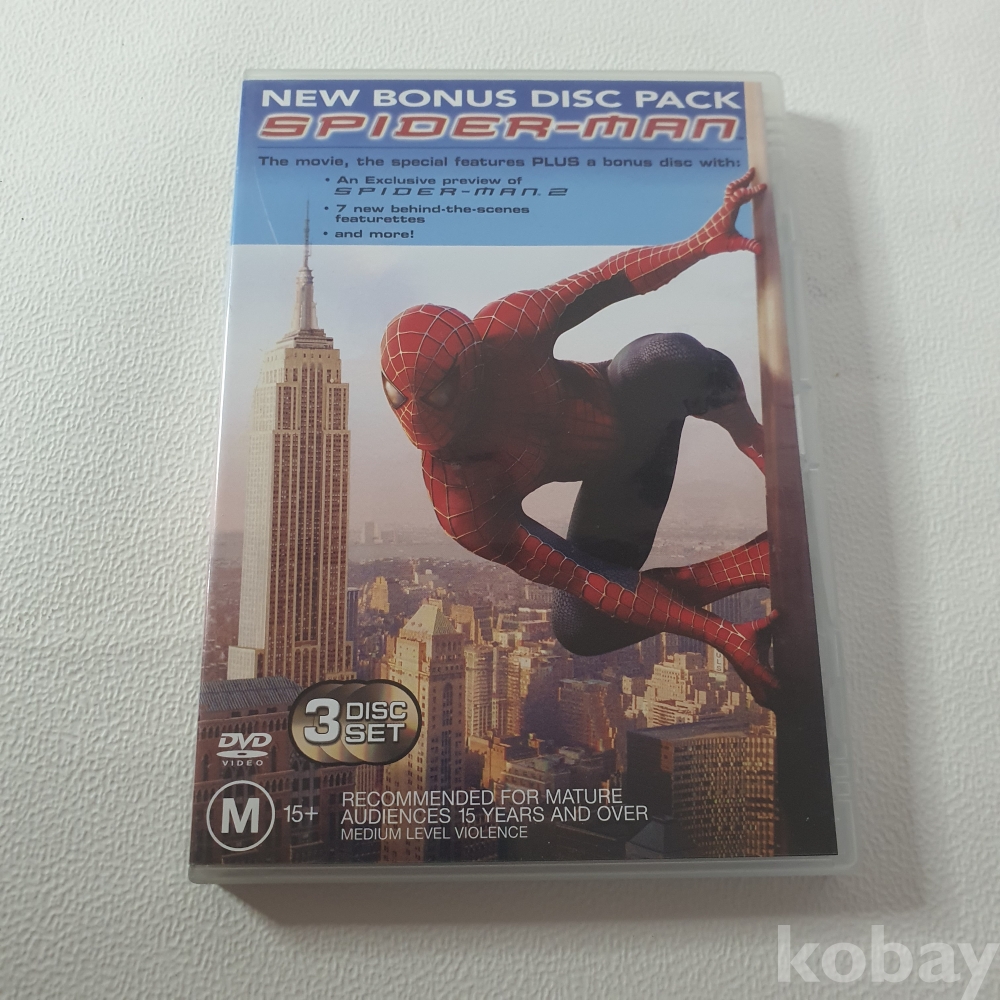 NEW BONUS DISC PACK
SPIDER-MAN
The movie, the special features PLUS a bonus disc with:
• An Exclusive preview of
SPIDER-MAN 2
• 7 new behind-the-scenes
featurettes
• and more!
3 DISC
SET
DVD
VIDEO
M 15+
RECOMMENDED FOR MATURE
AUDIENCES 15 YEARS AND OVER
MEDIUM LEVEL VIOLENCE
kobay